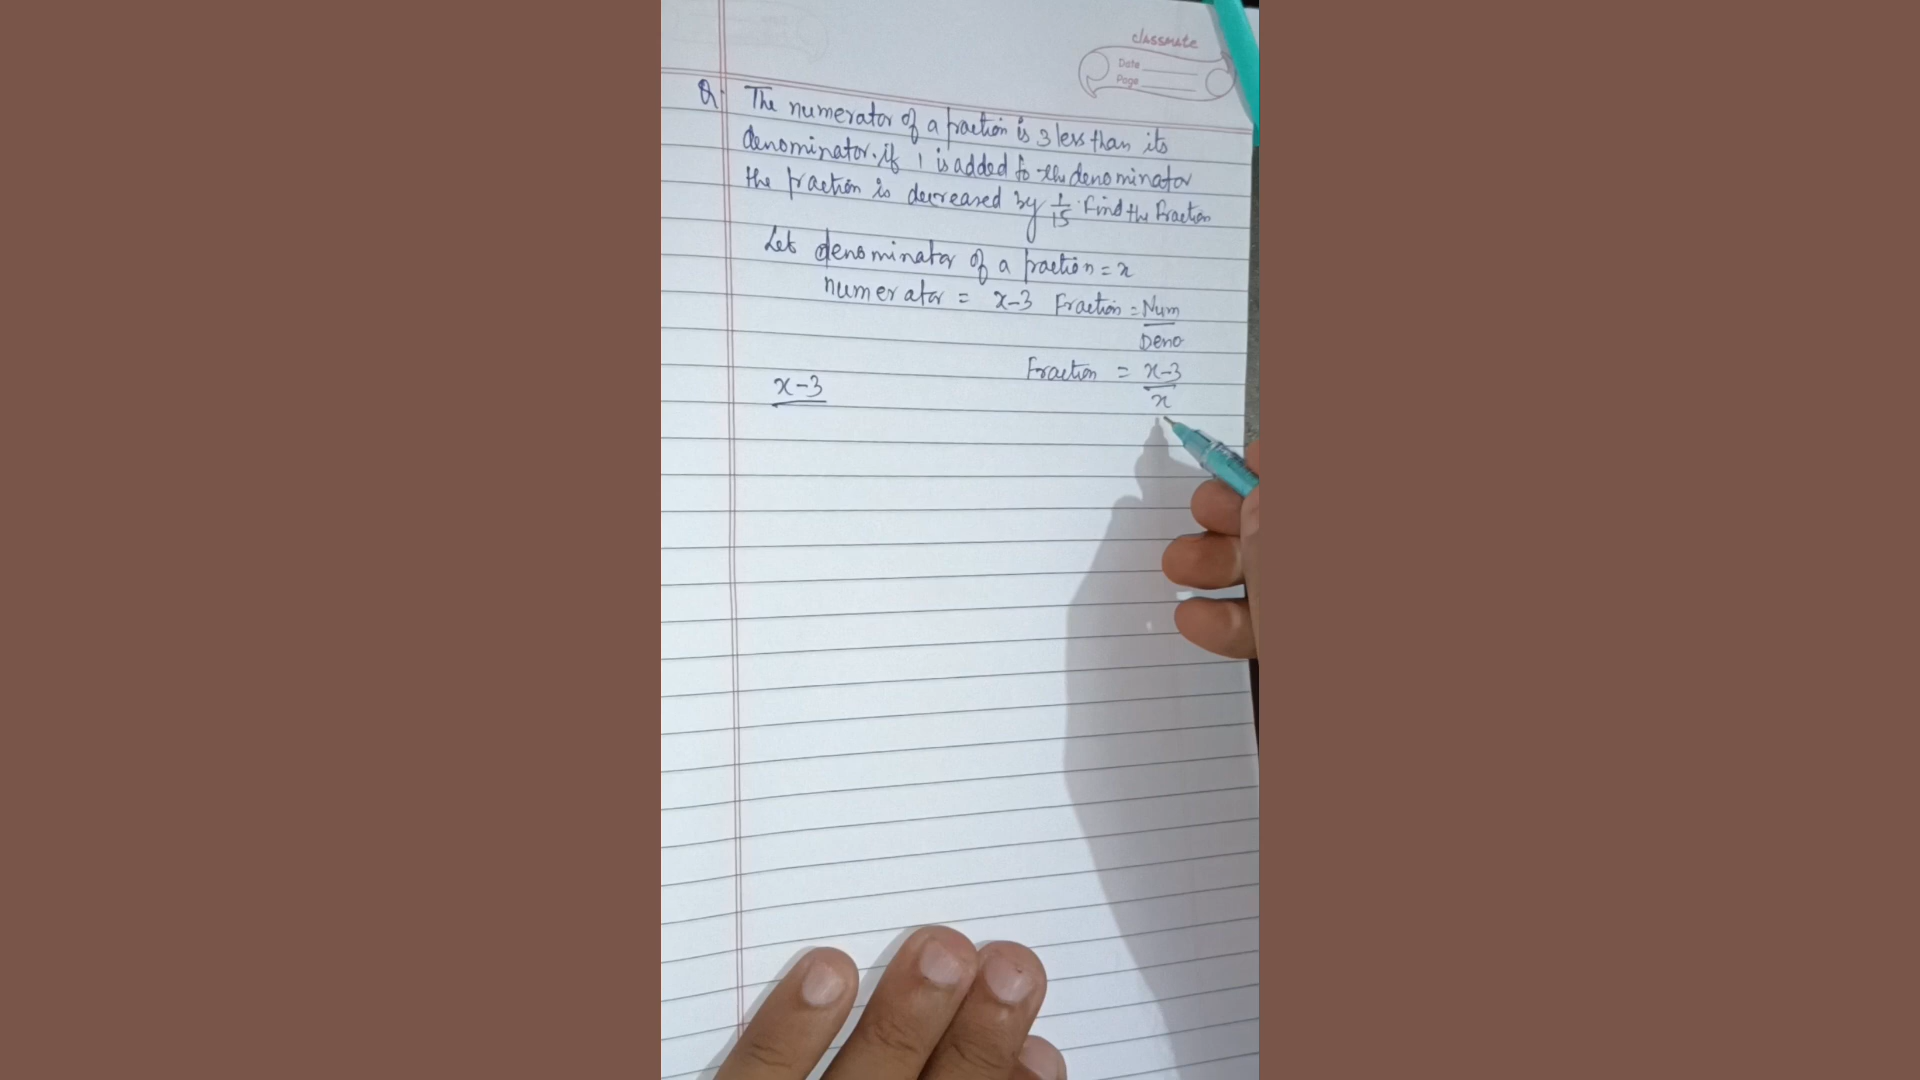 classmate
Date
Page
Q. The numerator of a fraction is 3 less than its
denominator. if 1 is added to the denominator
the fraction is decreased by 1/15. Find the Fraction
Let denominator of a fraction = x
numerator = x-3 Fraction = Num
Deno
Fraction = x-3
x
x-3